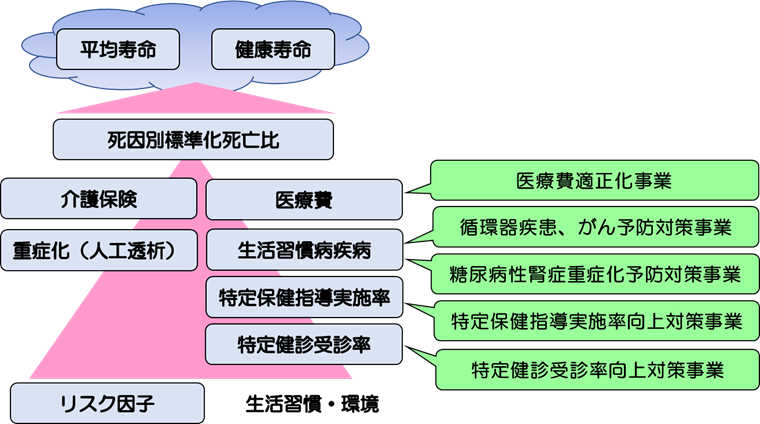 平均寿命
健康寿命
死因別標準化死亡比
介護保険
医療費
医療費適正化事業
重症化（人工透析）
生活習慣病疾病
循環器疾患、がん予防対策事業
糖尿病性腎症重症化予防対策事業
特定保健指導実施率
特定保健指導実施率向上対策事業
特定健診受診率
特定健診受診率向上対策事業
リスク因子
生活習慣・環境